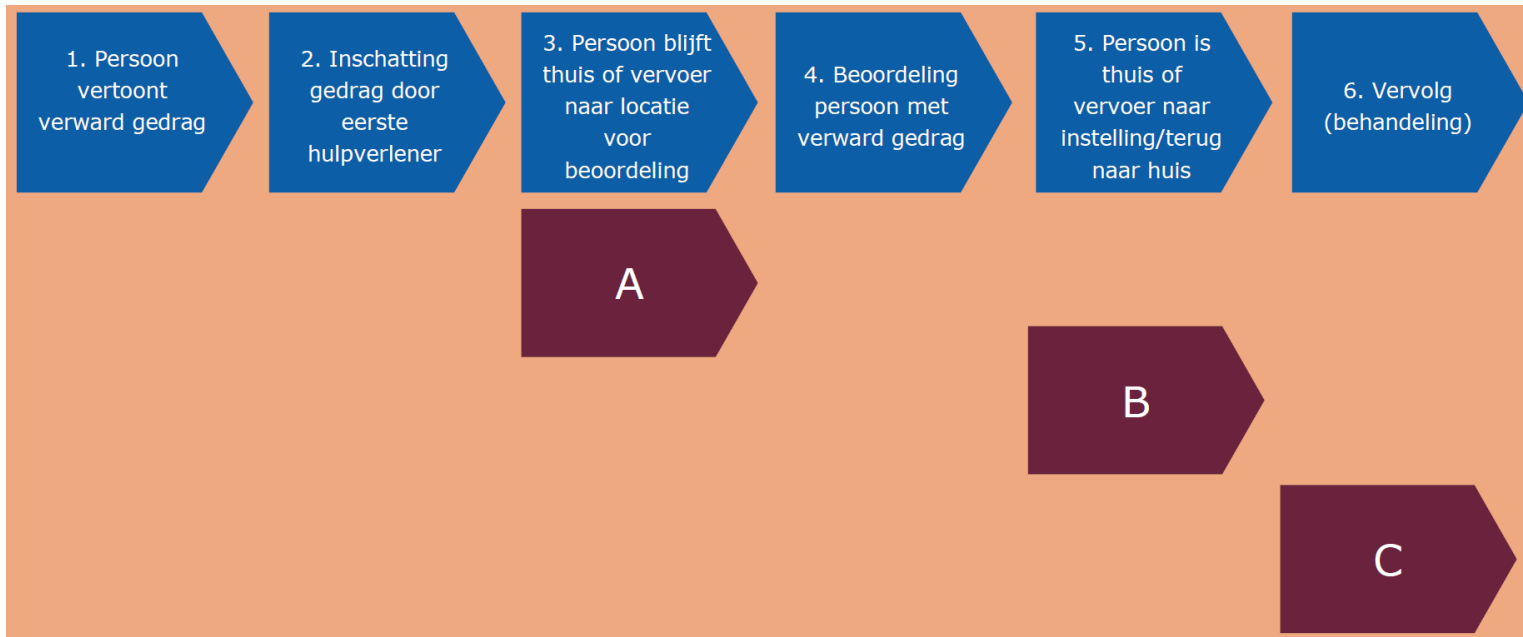 1. Persoon
vertoont
verward gedrag
2. Inschatting
gedrag door
eerste
hulpverlener
3. Persoon blijft
thuis of vervoer
naar locatie
voor
beoordeling
4. Beoordeling
persoon met
verward gedrag
5. Persoon is
thuis of
vervoer naar
instelling/terug
naar huis
6. Vervolg
(behandeling)
A
B
C